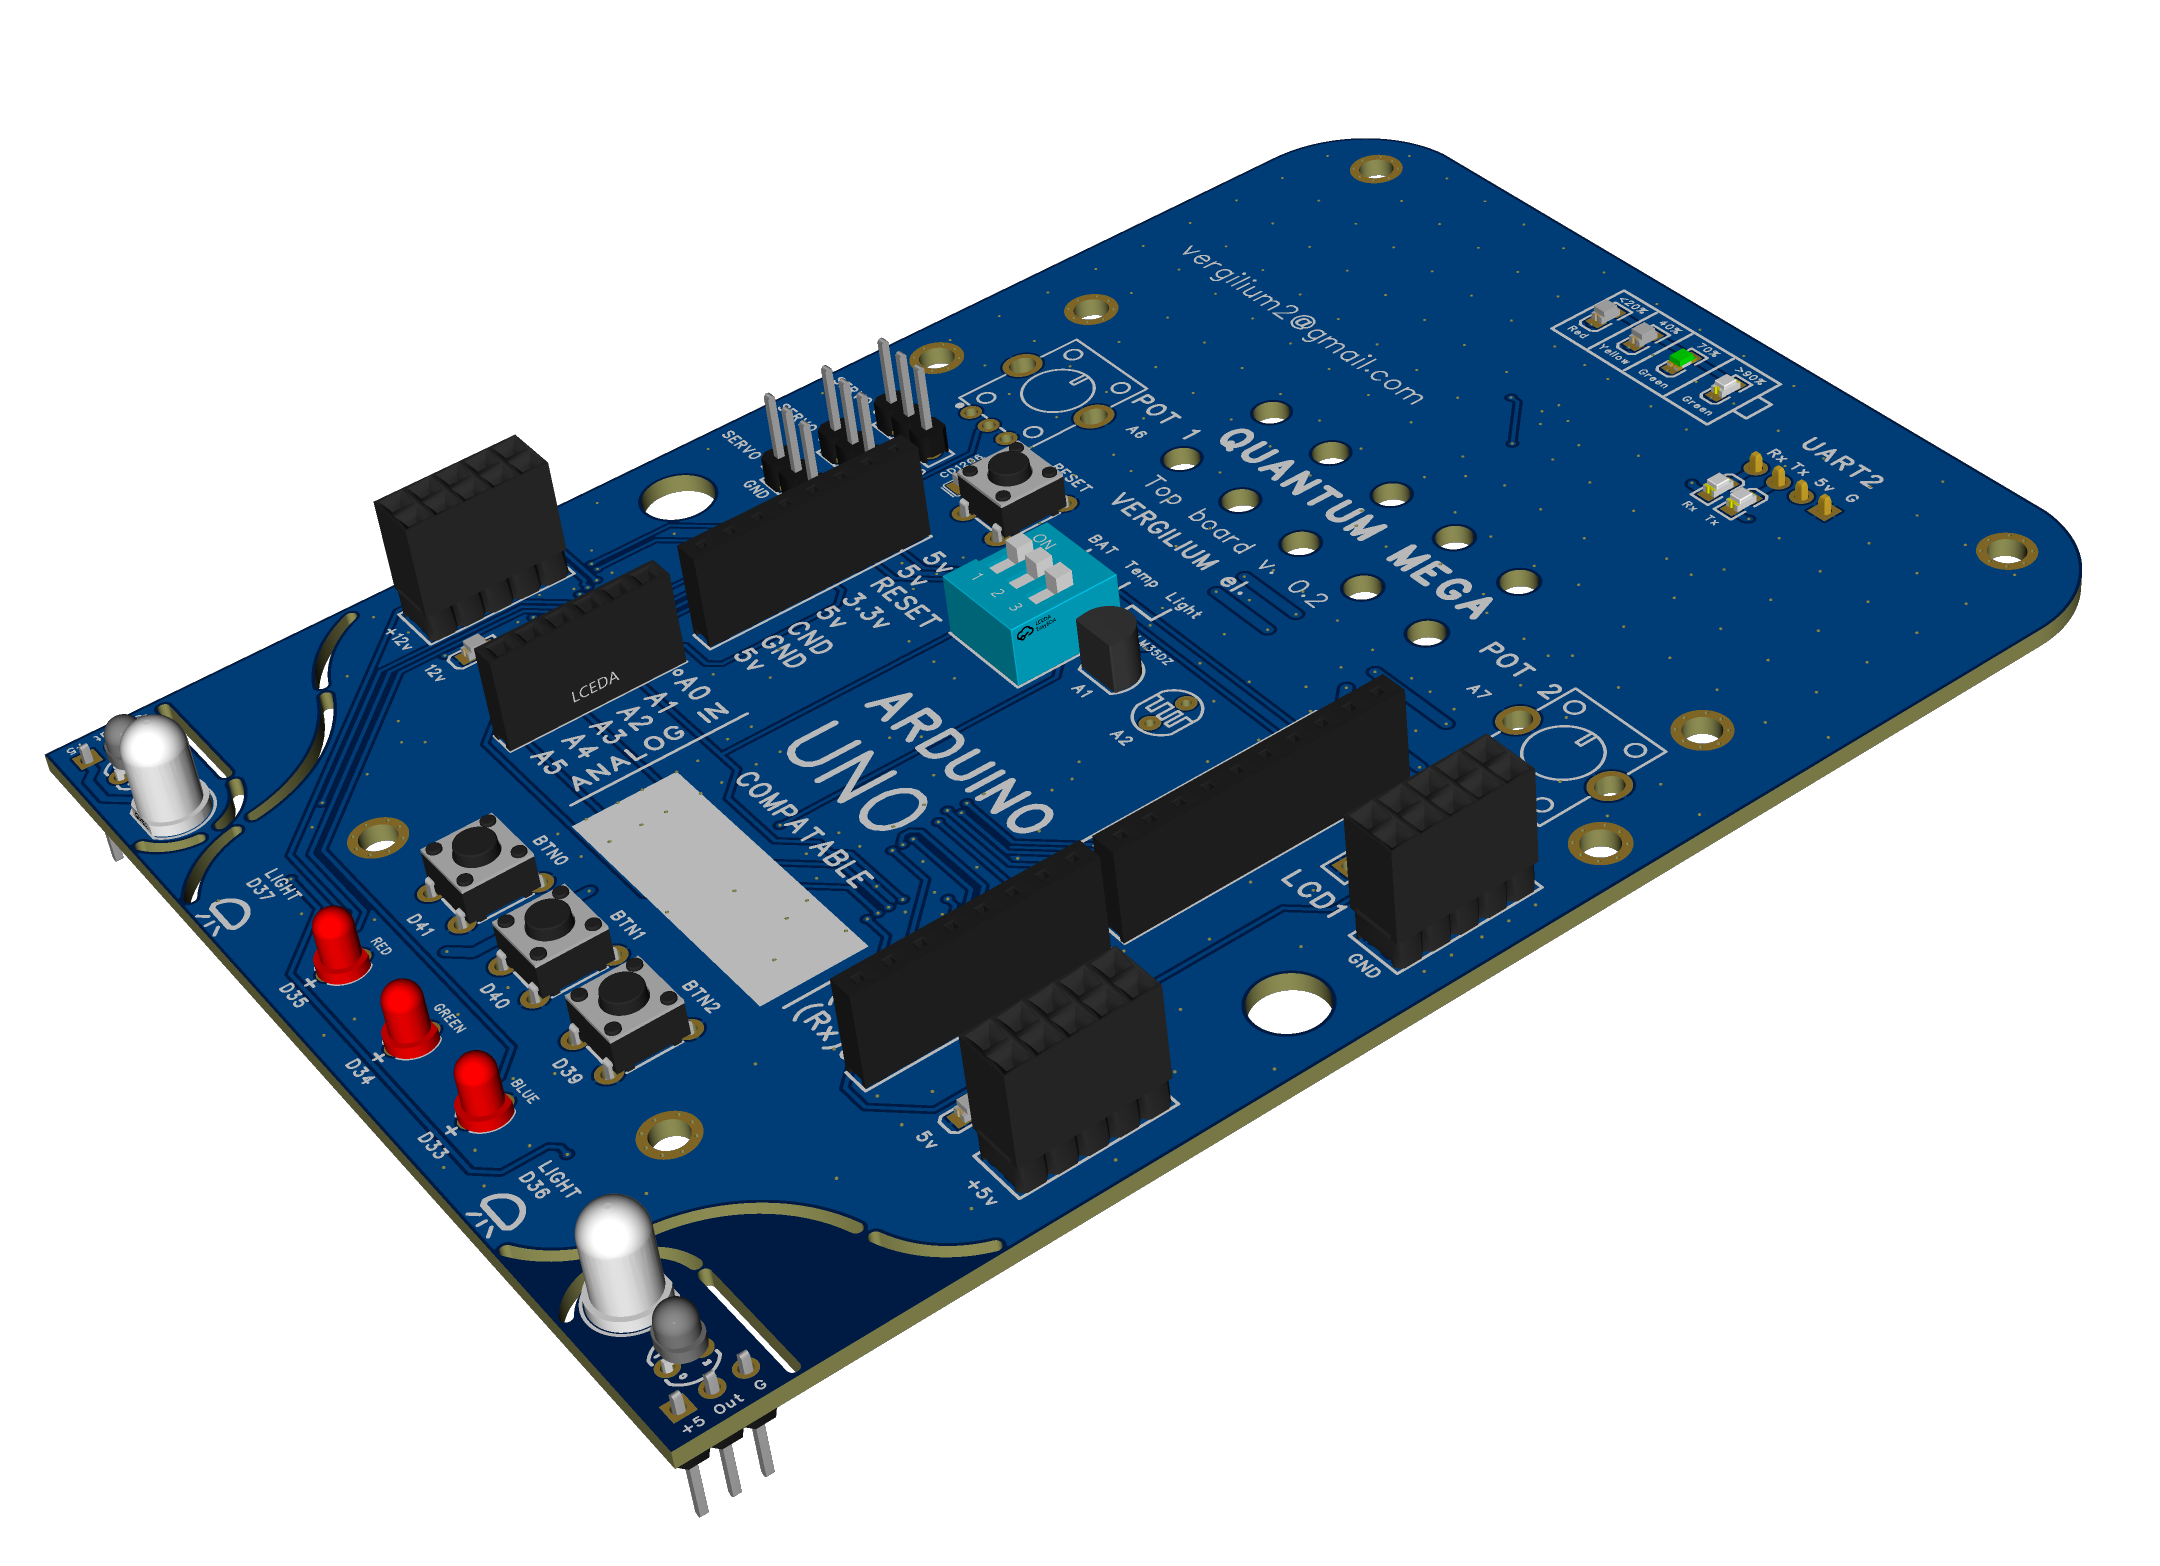 vergilium2@gmail.com
<20%
40%
70%
>90%
Red
Yellow
Green
Green
UART2
Rx Tx 5v G
Rx Tx
POT 1
A6
QUANTUM MEGA
Top board v. 0.2
VERGILIUM el.
SERVO
SERVO
SERVO
GND
RESET
BAT
Temp
Light
ON
1 2 3
LCEDA
A1
A2
POT 2
A7
+12v
12v
LCEDA
5v
5v
RESET
3.3v
5v
GND
GND
5v
A0
A1
A2
A3
A4
A5
ANALOG IN
ARDUINO
UNO
COMPATABLE
(Rx)
LCD1
GND
5v
+5v
BTN0
D41
BTN1
D40
BTN2
D39
LIGHT
D37
RED
D35
+
GREEN
D34
+
BLUE
D33
+
LIGHT
D36
+5 Out G